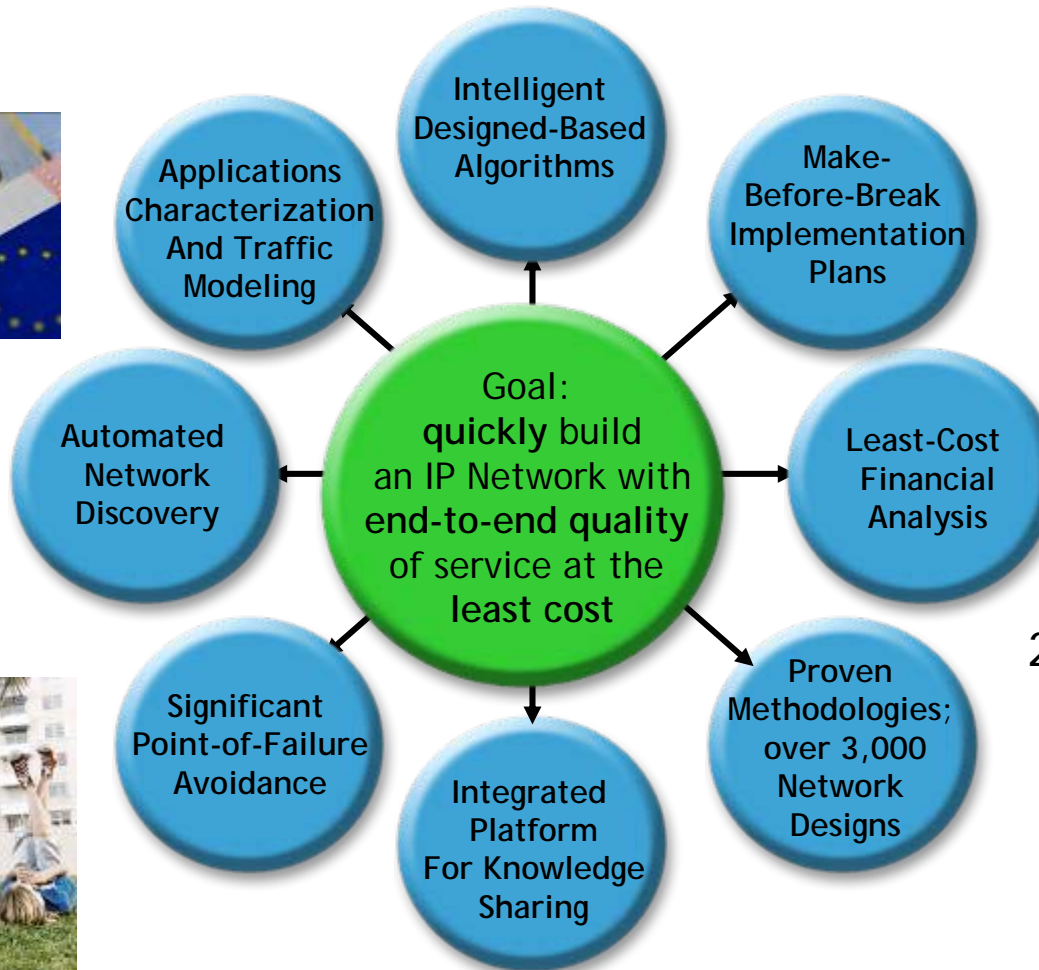 Intelligent
Designed-Based
Algorithms
Make-
Before-Break
Implementation
Plans
Least-Cost
Financial
Analysis
Proven
Methodologies;
over 3,000
Network
Designs
Integrated
Platform
For Knowledge
Sharing
Significant
Point-of-Failure
Avoidance
Automated
Network
Discovery
Applications
Characterization
And Traffic
Modeling
Goal:
quickly build
an IP Network with
end-to-end quality
of service at the
least cost